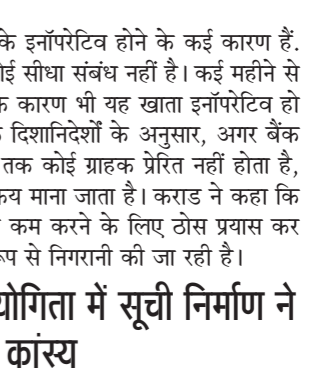 के इनॉपरेटिव होने के कई कारण हैं.
ई सीधा संबंध नहीं है। कई महीने से
कारण भी यह खाता इनॉपरेटिव हो
दिशानिर्देशों के अनुसार, अगर बैंक
तक कोई ग्राहक प्रेरित नहीं होता है,
माना जाता है। कराड ने कहा कि
कम करने के लिए ठोस प्रयास कर
से निगरानी की जा रही है।
में सूची निर्माण ने
कांस्य